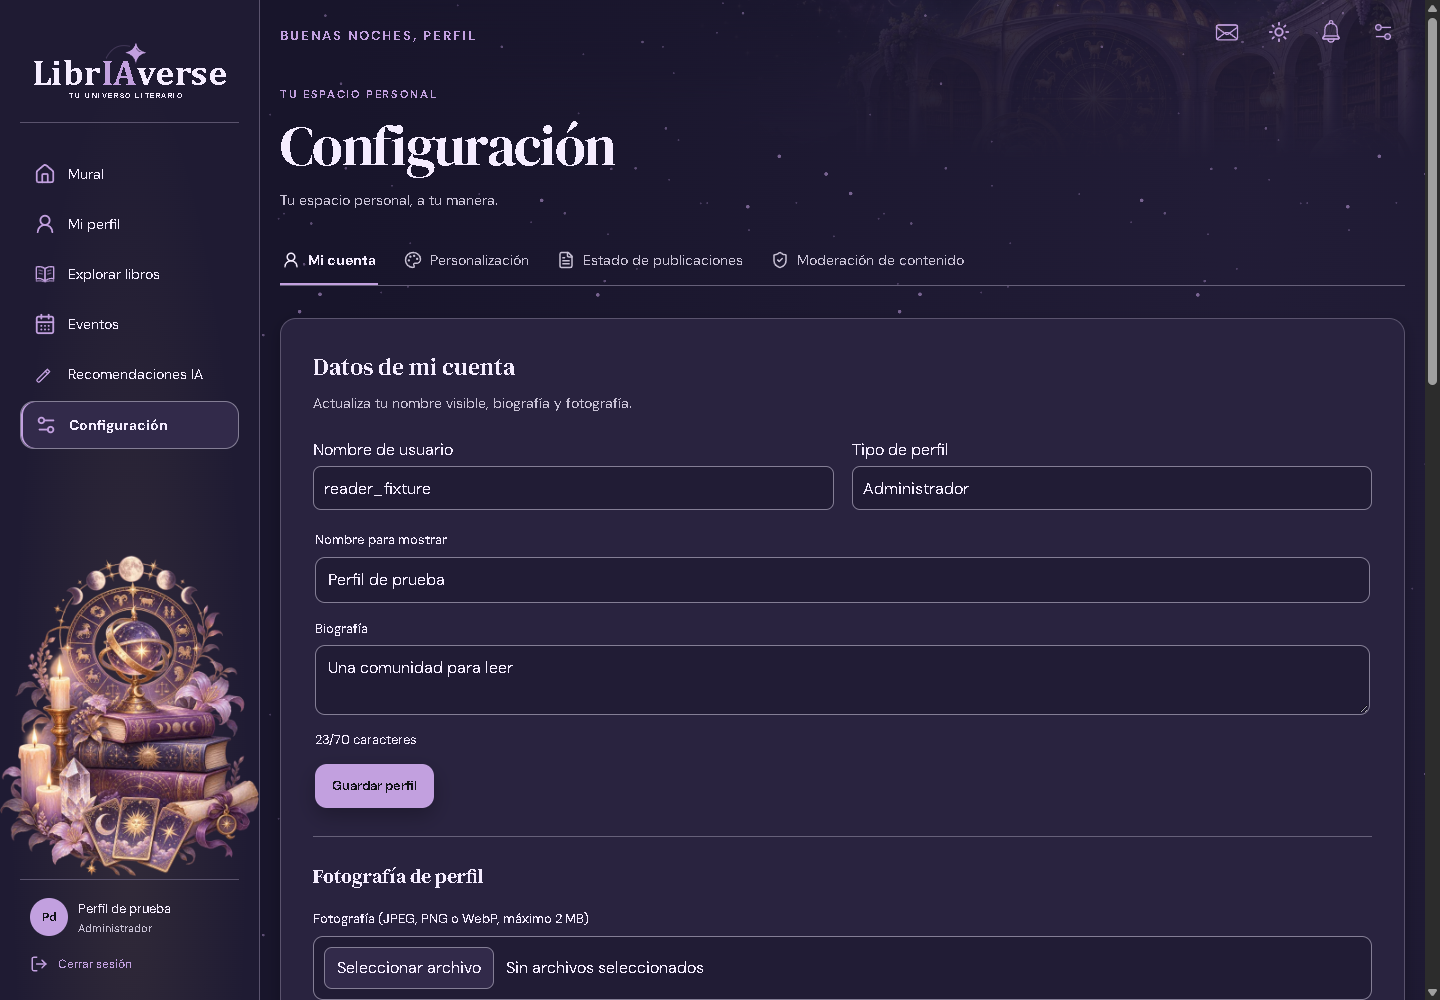 LibrIAverse
TU UNIVERSO LITERARIO
Mural
Mi perfil
Explorar libros
Eventos
Recomendaciones IA
Configuración
Pd
Perfil de prueba
Administrador
Cerrar sesión
BUENAS NOCHES, PERFIL
TU ESPACIO PERSONAL
Configuración
Tu espacio personal, a tu manera.
Mi cuenta
Personalización
Estado de publicaciones
Moderación de contenido
Datos de mi cuenta
Actualiza tu nombre visible, biografía y fotografía.
Nombre de usuario
reader_fixture
Tipo de perfil
Administrador
Nombre para mostrar
Perfil de prueba
Biografía
Una comunidad para leer
23/70 caracteres
Guardar perfil
Fotografía de perfil
Fotografía (JPEG, PNG o WebP, máximo 2 MB)
Seleccionar archivo
Sin archivos seleccionados